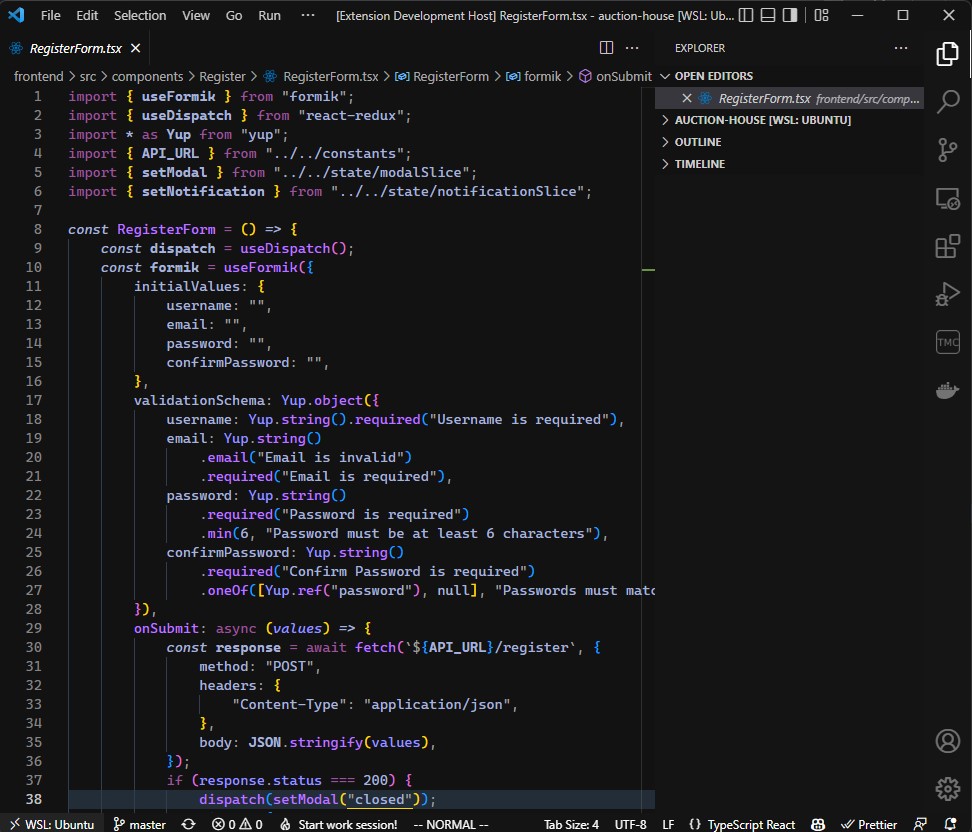 File Edit Selection View Go Run ··· [Extension Development Host] RegisterForm.tsx - auction-house [WSL: Ub...
RegisterForm.tsx
frontend > src > components > Register > RegisterForm.tsx > RegisterForm > formik > onSubmit
1 import { useFormik } from "formik";
2 import { useDispatch } from "react-redux";
3 import * as Yup from "yup";
4 import { API_URL } from "../../constants";
5 import { setModal } from "../../state/modalSlice";
6 import { setNotification } from "../../state/notificationSlice";
7
8 const RegisterForm = () => {
9     const dispatch = useDispatch();
10     const formik = useFormik({
11         initialValues: {
12             username: "",
13             email: "",
14             password: "",
15             confirmPassword: "",
16         },
17         validationSchema: Yup.object({
18             username: Yup.string().required("Username is required"),
19             email: Yup.string()
20                 .email("Email is invalid")
21                 .required("Email is required"),
22             password: Yup.string()
23                 .required("Password is required")
24                 .min(6, "Password must be at least 6 characters"),
25             confirmPassword: Yup.string()
26                 .required("Confirm Password is required")
27                 .oneOf([Yup.ref("password"), null], "Passwords must matc
28         }),
29         onSubmit: async (values) => {
30             const response = await fetch(`${API_URL}/register`, {
31                 method: "POST",
32                 headers: {
33                     "Content-Type": "application/json",
34                 },
35                 body: JSON.stringify(values),
36             });
37             if (response.status === 200) {
38                 dispatch(setModal("closed"));
EXPLORER
OPEN EDITORS
RegisterForm.tsx frontend/src/comp...
AUCTION-HOUSE [WSL: UBUNTU]
OUTLINE
TIMELINE
TMC
WSL: Ubuntu master 0 0 Start work session! -- NORMAL -- Tab Size: 4 UTF-8 LF {} TypeScript React Prettier